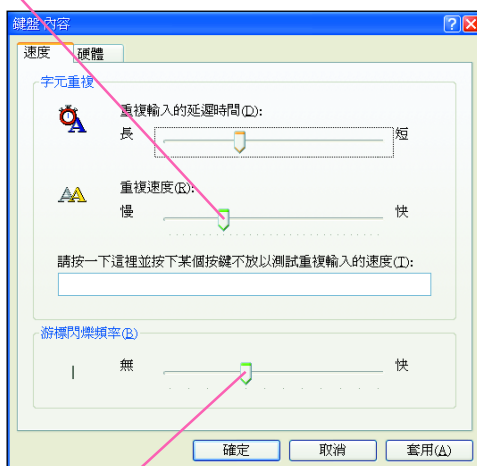 鍵盤 內容
速度 硬體
字元重複
重複輸入的延遲時間(D):
長 短
重複速度(R):
慢 快
請按一下這裡並按下某個按鍵不放以測試重複輸入的速度(T):
游標閃爍頻率(B)
無 快
確定 取消 套用(A)